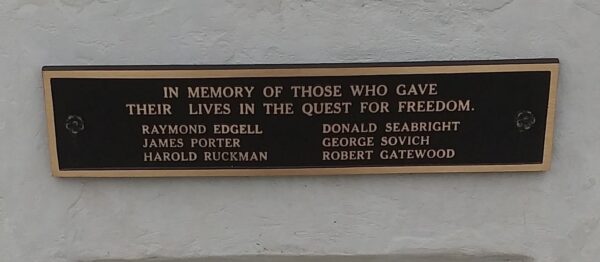 IN MEMORY OF THOSE WHO GAVE
THEIR LIVES IN THE QUEST FOR FREEDOM.
RAYMOND EDGELL
JAMES PORTER
HAROLD RUCKMAN
DONALD SEABRIGHT
GEORGE SOVICH
ROBERT GATEWOOD